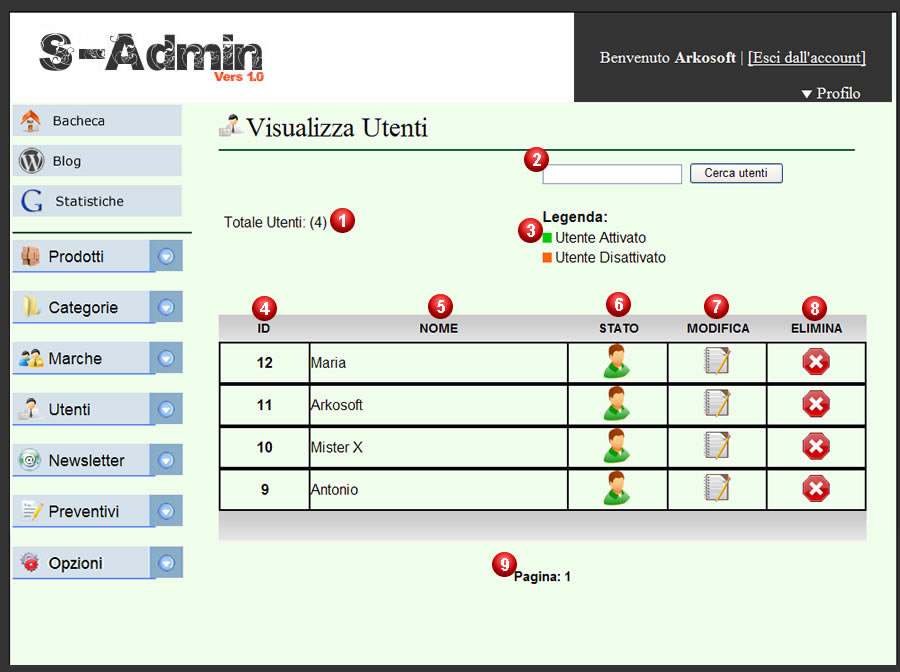 S-Admin
Vers 1.0
Benvenuto Arkosoft | [Esci dall'account]
▼ Profilo
Bacheca
Blog
Statistiche
Prodotti
Categorie
Marche
Utenti
Newsletter
Preventivi
Opzioni
Visualizza Utenti
2
Cerca utenti
Totale Utenti: (4) 1
Legenda:
3
Utente Attivato
Utente Disattivato
4 5 6 7 8
ID NOME STATO MODIFICA ELIMINA
12 Maria
11 Arkosoft
10 Mister X
9 Antonio
9
Pagina: 1